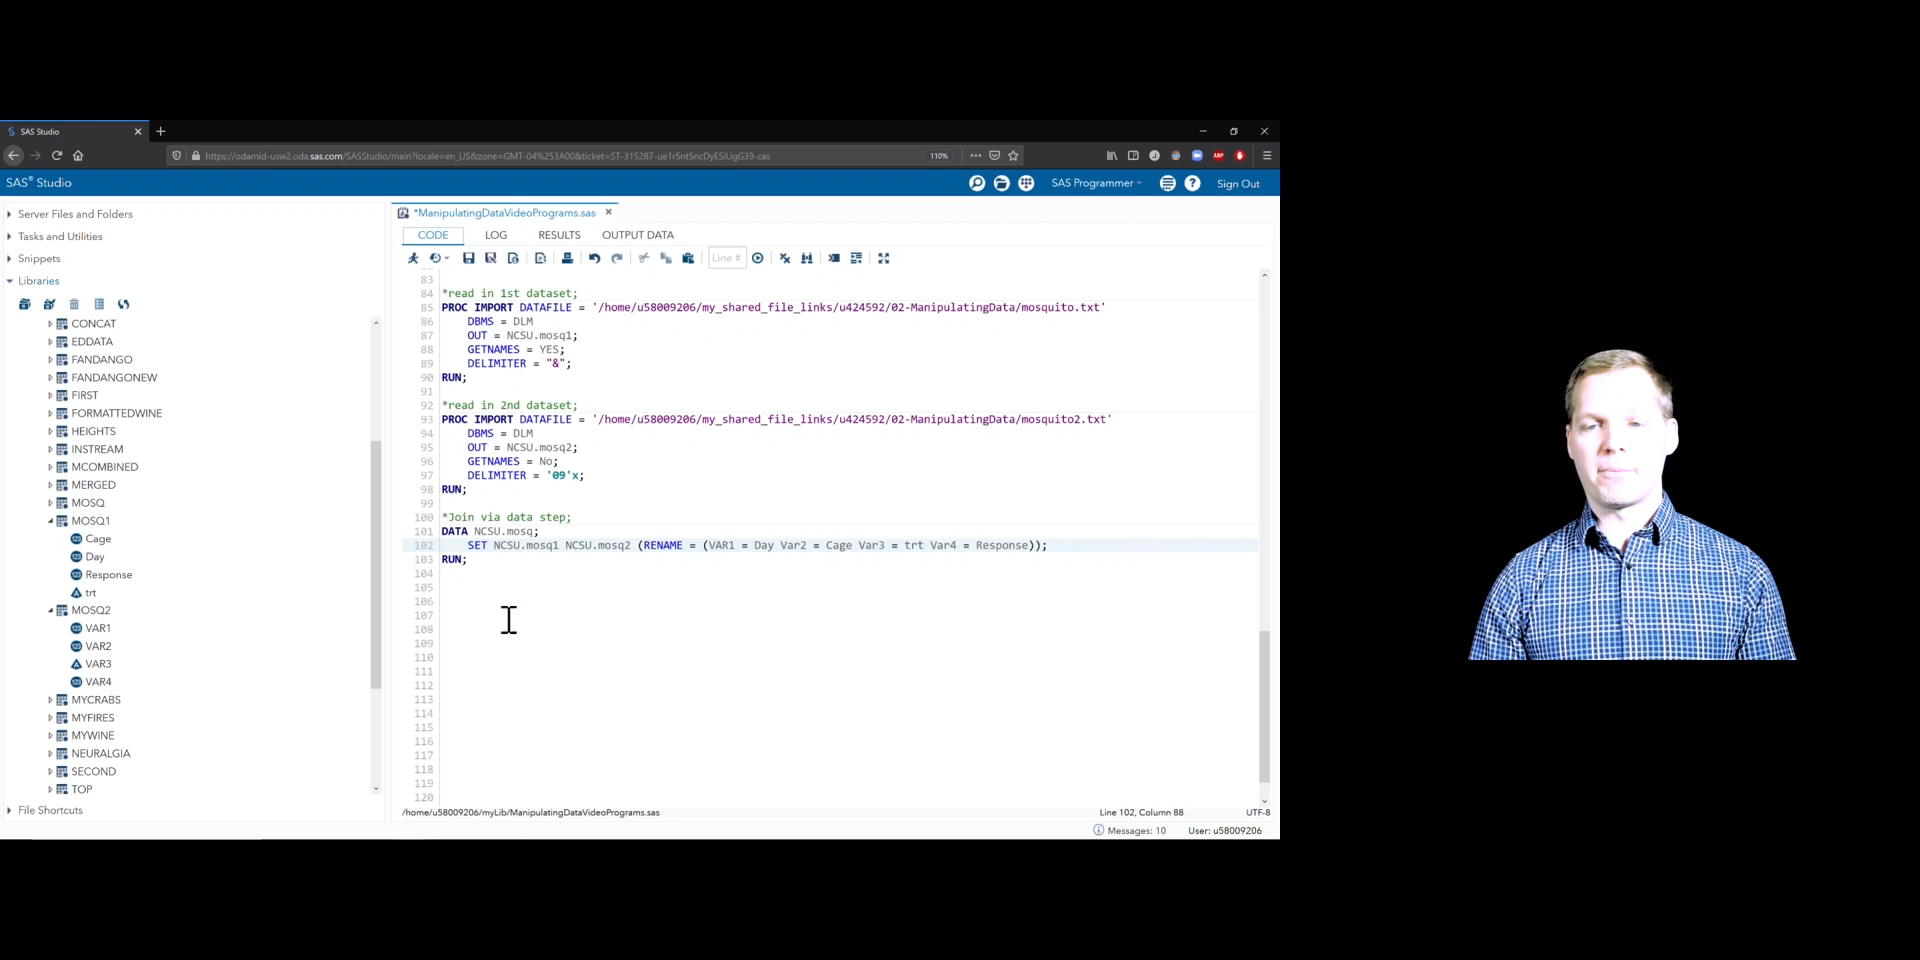 SAS Studio
https://odamid-usw2.oda.sas.com/SASStudio/main?locale=en_US&zone=GMT-04%253A00&ticket=ST-315287-ue1r5nt5ncDyESiUgG39-cas
110%
ABP
SAS® Studio
SAS Programmer
Sign Out
Server Files and Folders
Tasks and Utilities
Snippets
Libraries
CONCAT
EDDATA
FANDANGO
FANDANGONEW
FIRST
FORMATTEDWINE
HEIGHTS
INSTREAM
MCOMBINED
MERGED
MOSQ
MOSQ1
Cage
Day
Response
trt
MOSQ2
VAR1
VAR2
VAR3
VAR4
MYCRABS
MYFIRES
MYWINE
NEURALGIA
SECOND
TOP
File Shortcuts
*ManipulatingDataVideoPrograms.sas
CODE LOG RESULTS OUTPUT DATA
Line #
83
84 *read in 1st dataset;
85 PROC IMPORT DATAFILE = '/home/u58009206/my_shared_file_links/u424592/02-ManipulatingData/mosquito.txt'
86 DBMS = DLM
87 OUT = NCSU.mosq1;
88 GETNAMES = YES;
89 DELIMITER = "&";
90 RUN;
91
92 *read in 2nd dataset;
93 PROC IMPORT DATAFILE = '/home/u58009206/my_shared_file_links/u424592/02-ManipulatingData/mosquito2.txt'
94 DBMS = DLM
95 OUT = NCSU.mosq2;
96 GETNAMES = No;
97 DELIMITER = '09'x;
98 RUN;
99
100 *Join via data step;
101 DATA NCSU.mosq;
102 SET NCSU.mosq1 NCSU.mosq2 (RENAME = (VAR1 = Day Var2 = Cage Var3 = trt Var4 = Response));
103 RUN;
104
105
106
107
108
109
110
111
112
113
114
115
116
117
118
119
120
/home/u58009206/myLib/ManipulatingDataVideoPrograms.sas
Line 102, Column 88
UTF-8
Messages: 10
User: u58009206